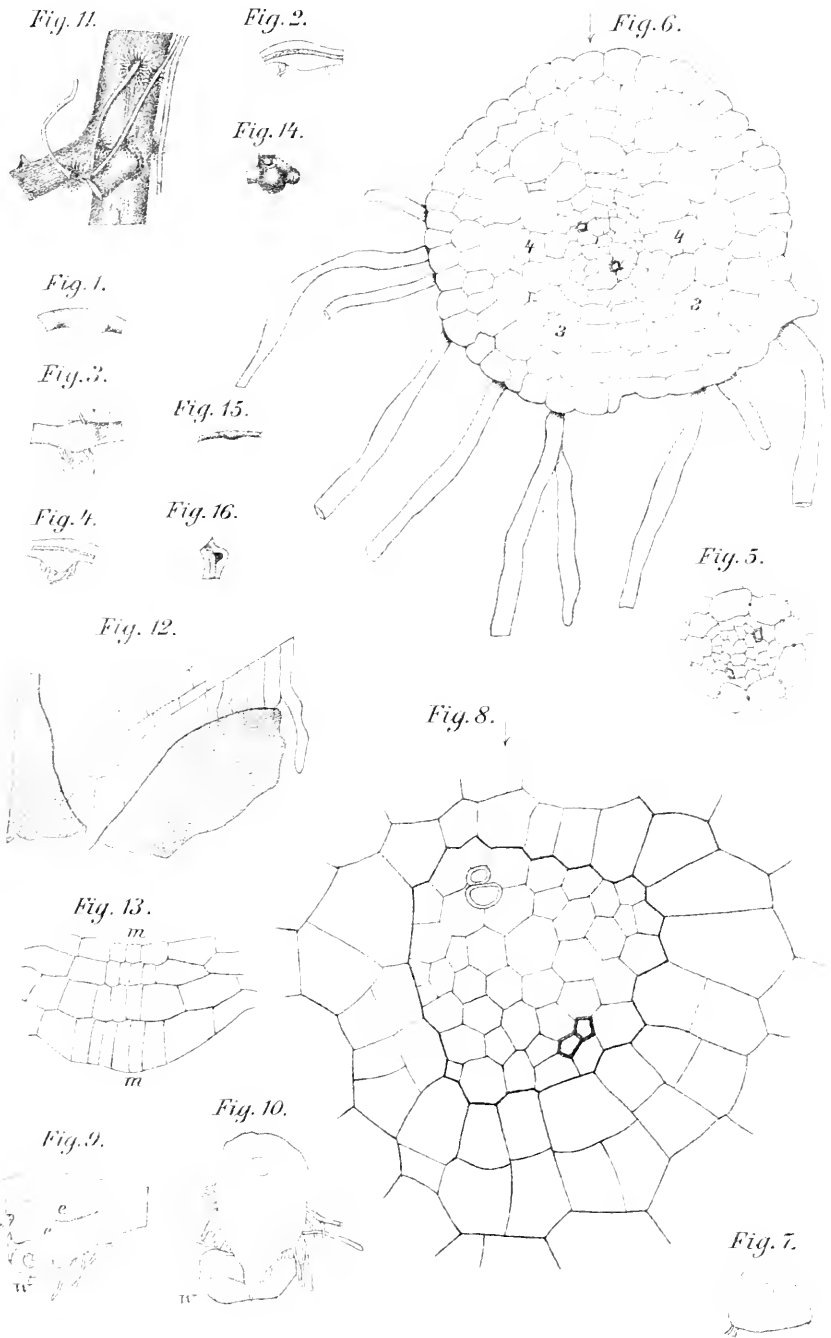 Fig. 11.
Fig. 2.
Fig. 6.
Fig. 14.
4
4
3
3
Fig. 1.
Fig. 3.
Fig. 15.
Fig. 4.
Fig. 16.
Fig. 5.
Fig. 12.
Fig. 8.
Fig. 13.
m
m
Fig. 10.
Fig. 9.
e
w
w
Fig. 7.